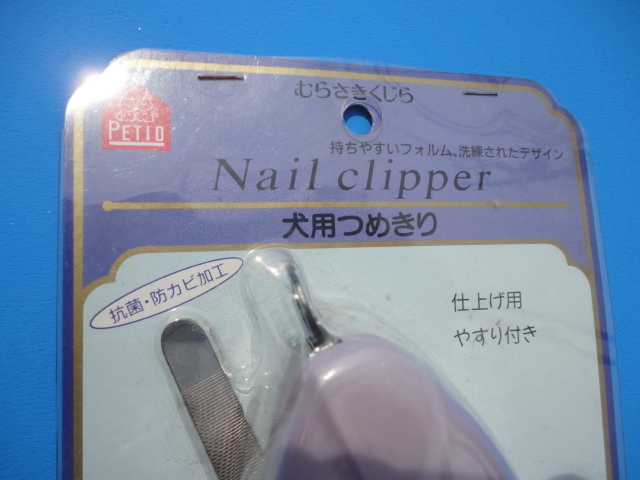 むらさきくじら
PETIO
持ちやすいフォルム、洗練されたデザイン
Nail clipper
犬用つめきり
抗菌・防カビ加工
仕上げ用
やすり付き